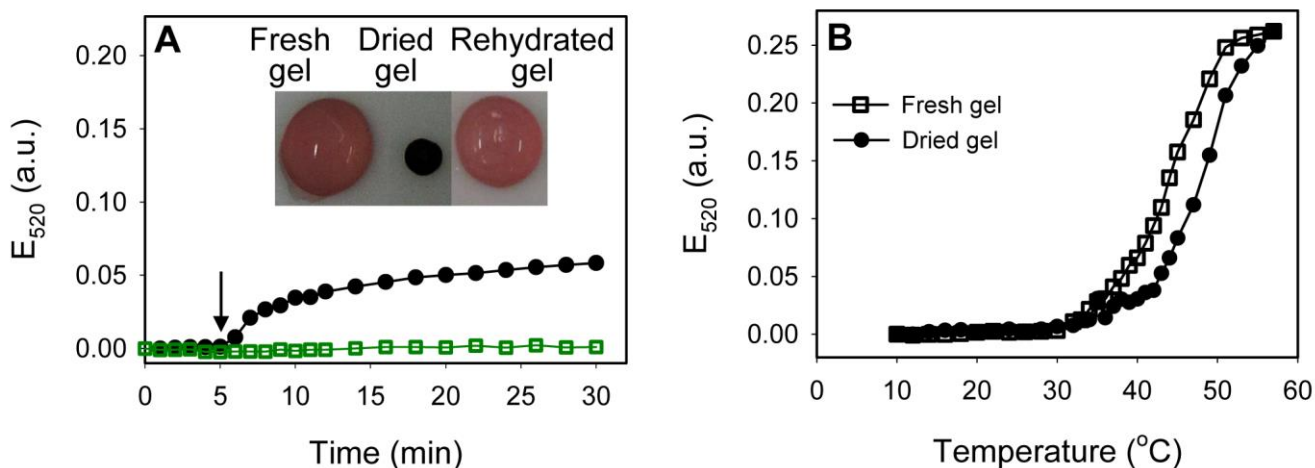 A
Fresh gel
Dried gel
Rehydrated gel
E520 (a.u.)
0.20
0.15
0.10
0.05
0.00
0
5
10
15
20
25
30
Time (min)
B
Fresh gel
Dried gel
E520 (a.u.)
0.25
0.20
0.15
0.10
0.05
0.00
0
10
20
30
40
50
60
Temperature (°C)